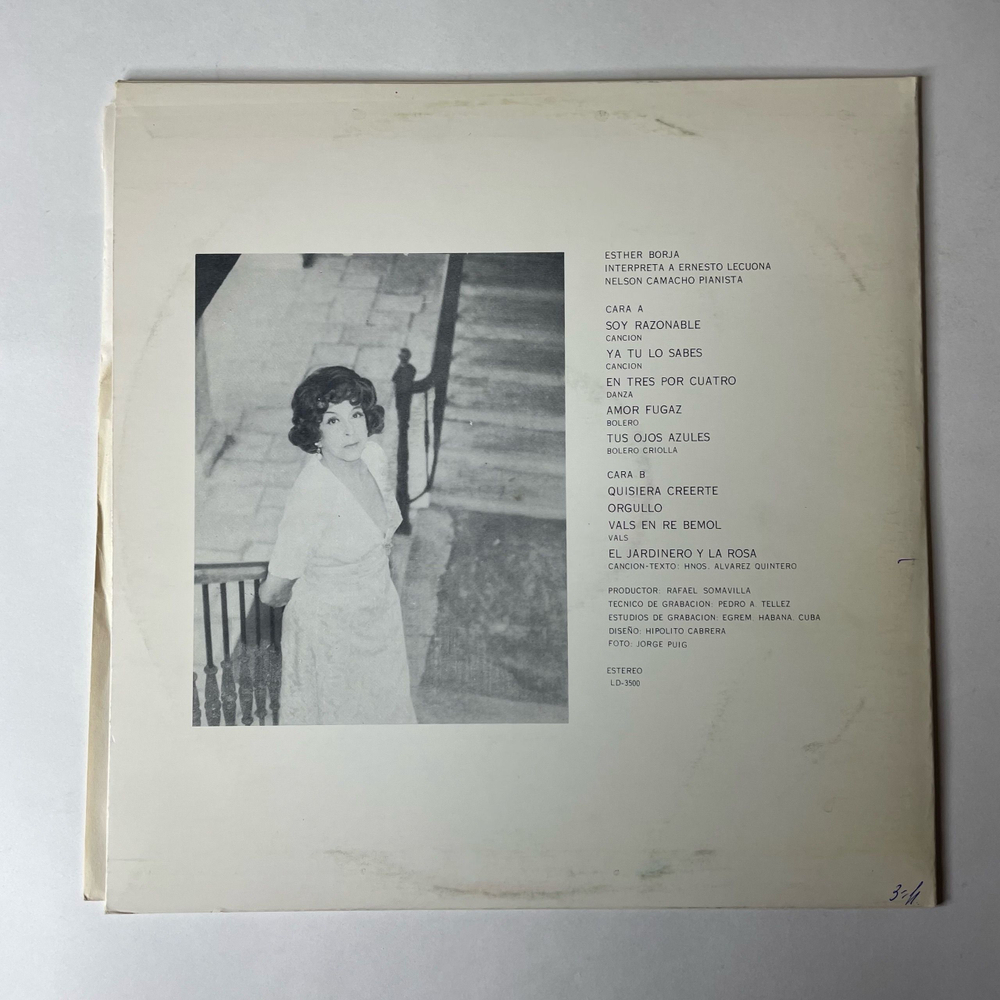 ESTHER BORJA
INTERPRETA A ERNESTO LECUONA
NELSON CAMACHO PIANISTA
CARA A
SOY RAZONABLE
CANCION
YA TU LO SABES
CANCION
EN TRES POR CUATRO
DANZA
AMOR FUGAZ
BOLERO
TUS OJOS AZULES
BOLERO CRIOLLA
CARA B
QUISIERA CREERTE
ORGULLO
VALS EN RE BEMOL
VALS
EL JARDINERO Y LA ROSA
CANCION-TEXTO: HNOS. ALVAREZ QUINTERO
PRODUCTOR: RAFAEL SOMAVILLA
TECNICO DE GRABACION: PEDRO A. TELLEZ
ESTUDIOS DE GRABACION: EGREM. HABANA. CUBA
DISEÑO: HIPOLITO CABRERA
FOTO: JORGE PUIG
ESTEREO
LD-3500